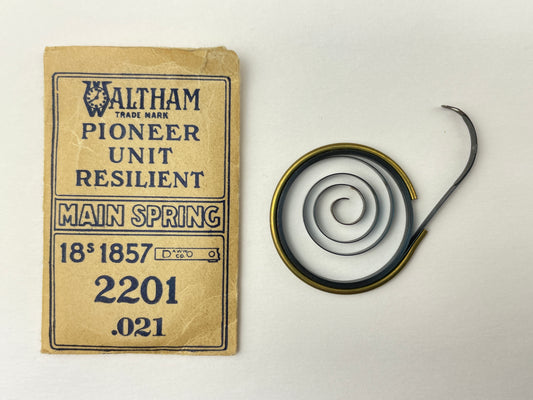 WALTHAM
TRADE MARK
PIONEER
UNIT
RESILIENT
MAIN SPRING
18s 1857
2201
.021